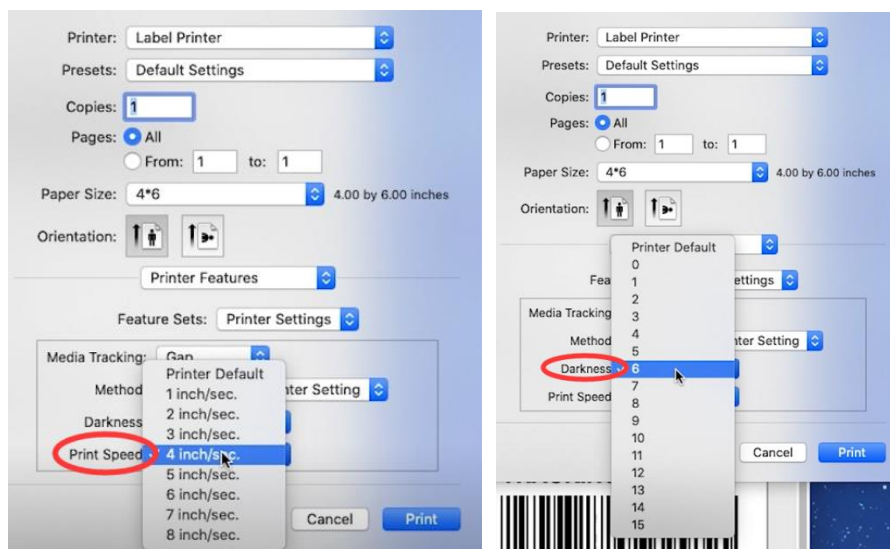 Printer: Label Printer
Presets: Default Settings
Copies: 1
Pages: All
From: 1 to: 1
Paper Size: 4*6 4.00 by 6.00 inches
Orientation:
Printer Features
Feature Sets: Printer Settings
Media Tracking: Gap
Printer Default
Method nter Setting
1 inch/sec.
2 inch/sec.
Darkness
3 inch/sec.
Print Speed 4 inch/sec.
5 inch/sec.
6 inch/sec.
7 inch/sec.
8 inch/sec.
Cancel Print
Printer: Label Printer
Presets: Default Settings
Copies: 1
Pages: All
From: 1 to: 1
Paper Size: 4*6 4.00 by 6.00 inches
Orientation:
Printer Default
0
Fea 1 ettings
2
Media Tracking 3
4
Method nter Setting
5
Darkness 6
7
Print Speed 8
9
10
11 Cancel Print
12
13
14
15